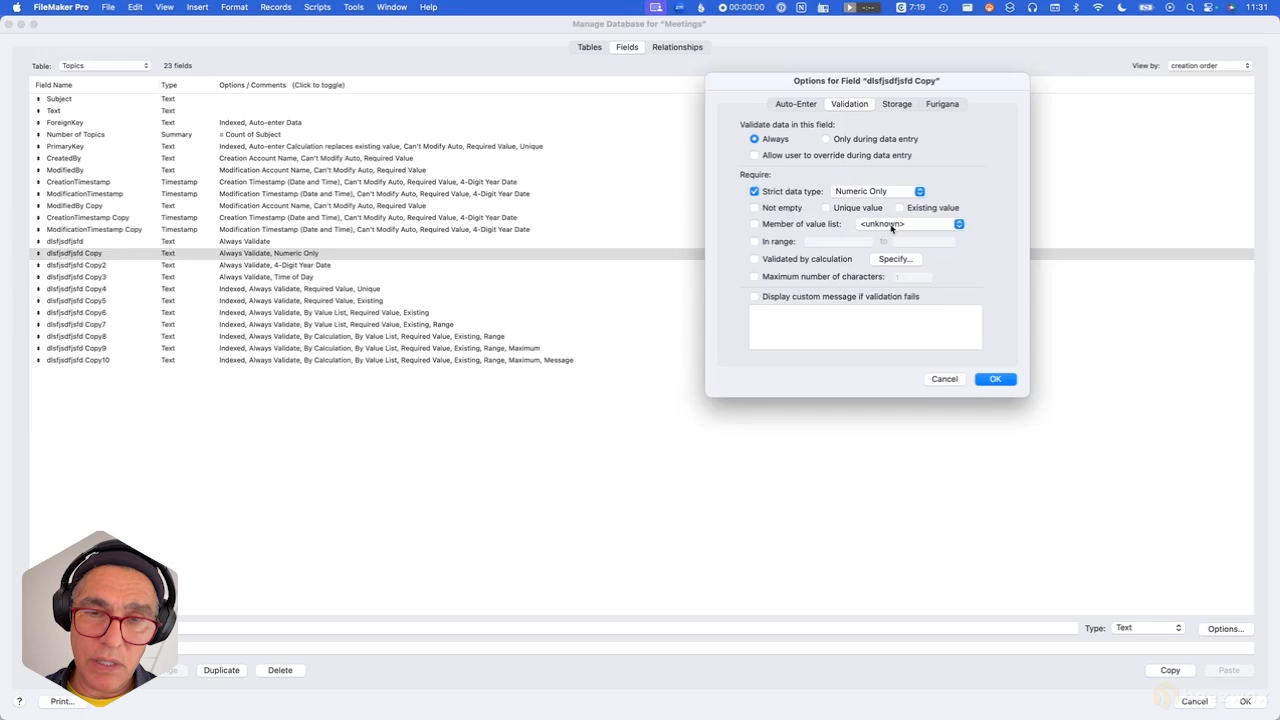 FileMaker Pro File Edit View Insert Format Records Scripts Tools Window Help 00:00:00 11:31
Manage Database for "Meetings"
Tables Fields Relationships
Table: Topics 23 fields View by: creation order
Field Name Type Options / Comments (Click to toggle)
Subject Text
Text Text
ForeignKey Text Indexed, Auto-enter Data
Number of Topics Summary = Count of Subject
PrimaryKey Text Indexed, Auto-enter Calculation replaces existing value, Can't Modify Auto, Required Value, Unique
CreatedBy Text Creation Account Name, Can't Modify Auto, Required Value
ModifiedBy Text Modification Account Name, Can't Modify Auto, Required Value
CreationTimestamp Timestamp Creation Timestamp (Date and Time), Can't Modify Auto, Required Value, 4-Digit Year Date
ModificationTimestamp Timestamp Modification Timestamp (Date and Time), Can't Modify Auto, Required Value, 4-Digit Year Date
ModifiedBy Copy Text Modification Account Name, Can't Modify Auto, Required Value
CreationTimestamp Copy Timestamp Creation Timestamp (Date and Time), Can't Modify Auto, Required Value, 4-Digit Year Date
ModificationTimestamp Copy Timestamp Modification Timestamp (Date and Time), Can't Modify Auto, Required Value, 4-Digit Year Date
dlsfjsdfjsfd Text Always Validate
dlsfjsdfjsfd Copy Text Always Validate, Numeric Only
dlsfjsdfjsfd Copy2 Text Always Validate, 4-Digit Year Date
dlsfjsdfjsfd Copy3 Text Always Validate, Time of Day
dlsfjsdfjsfd Copy4 Text Indexed, Always Validate, Required Value, Unique
dlsfjsdfjsfd Copy5 Text Indexed, Always Validate, Required Value, Existing
dlsfjsdfjsfd Copy6 Text Indexed, Always Validate, By Value List, Required Value, Existing
dlsfjsdfjsfd Copy7 Text Indexed, Always Validate, By Value List, Required Value, Existing, Range
dlsfjsdfjsfd Copy8 Text Indexed, Always Validate, By Calculation, By Value List, Required Value, Existing, Range
dlsfjsdfjsfd Copy9 Text Indexed, Always Validate, By Calculation, By Value List, Required Value, Existing, Range, Maximum
dlsfjsdfjsfd Copy10 Text Indexed, Always Validate, By Calculation, By Value List, Required Value, Existing, Range, Maximum, Message
Options for Field "dlsfjsdfjsfd Copy"
Auto-Enter Validation Storage Furigana
Validate data in this field:
Always Only during data entry
Allow user to override during data entry
Require:
Strict data type: Numeric Only
Not empty Unique value Existing value
Member of value list: <unknown>
In range: to
Validated by calculation Specify...
Maximum number of characters: 1
Display custom message if validation fails
Cancel OK
Type: Text Options...
Duplicate Delete Copy Paste
? Print... Cancel OK